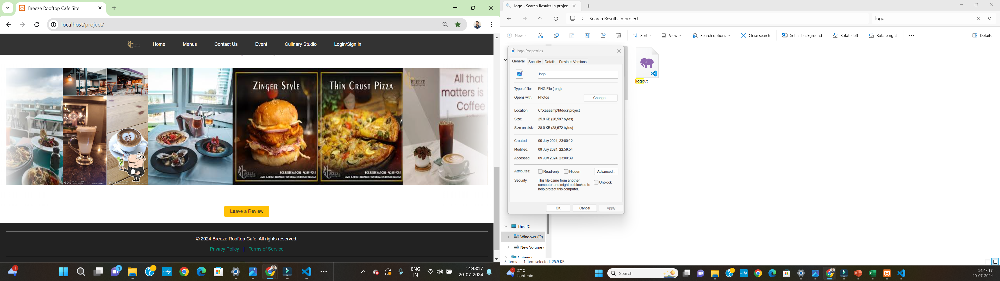 Breeze Rooftop Cafe Site
localhost/project/
Home Menus Contact Us Event Culinary Studio Login/Sign in
ZINGER STYLE
THIN CRUST PIZZA
BREEZE
All that
matters is
Coffee
BREEZE
FOR RESERVATIONS- 9623999095
LEVEL 5 ABOVE RELIANCETRENDS MAHIM ROAD PALGHAR
BREEZE
FOR RESERVATIONS- 9623999095
LEVEL 5 ABOVE RELIANCETRENDS MAHIM ROAD PALGHAR
Leave a Review
© 2024 Breeze Rooftop Cafe. All rights reserved.
Privacy Policy | Terms of Service
1
1
myhp
ENG
IN
14:48:17
20-07-2024
logo - Search Results in projec
Search Results in project
logo
New
Sort
View
Search options
Close search
Set as background
Rotate left
Rotate right
Details
logo Properties
General Security Details Previous Versions
logo
Type of file: PNG File (.png)
Opens with: Photos Change...
Location: C:\Xaaaamp\htdocs\project
Size: 25.9 KB (26,597 bytes)
Size on disk: 28.0 KB (28,672 bytes)
Created: 09 July 2024, 23:00:12
Modified: 09 July 2024, 22:59:54
Accessed: 09 July 2024, 23:00:39
Attributes: Read-only Hidden Advanced...
Security: This file came from another
computer and might be blocked to
help protect this computer.
Unblock
OK Cancel Apply
logout
This PC
Windows (C:)
New Volume (
Network
3 items 1 item selected 25.9 KB
1
27°C
Light rain
Search
myhp
14:48:17
20-07-2024